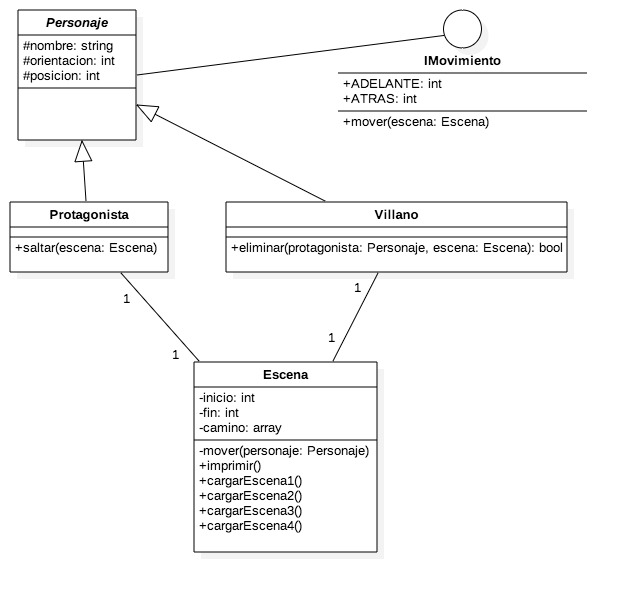 Personaje
#nombre: string
#orientacion: int
#posicion: int
IMovimiento
+ADELANTE: int
+ATRAS: int
+mover(escena: Escena)
Protagonista
+saltar(escena: Escena)
Villano
+eliminar(protagonista: Personaje, escena: Escena): bool
1
1
1
1
Escena
-inicio: int
-fin: int
-camino: array
-mover(personaje: Personaje)
+imprimir()
+cargarEscena1()
+cargarEscena2()
+cargarEscena3()
+cargarEscena4()